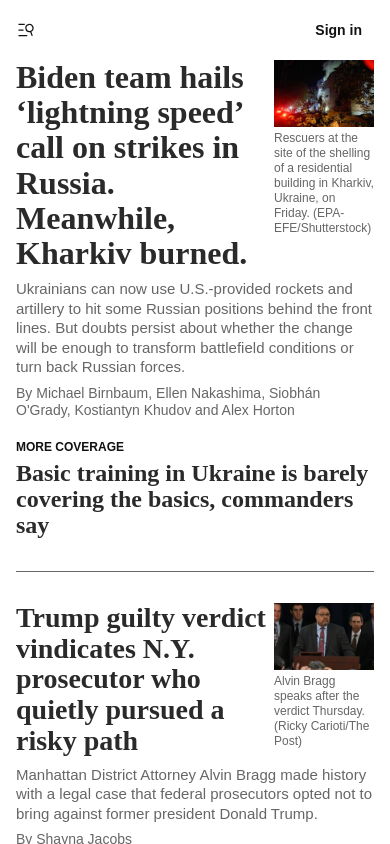 Sign in
Biden team hails
‘lightning speed’
call on strikes in
Russia.
Meanwhile,
Kharkiv burned.
Rescuers at the
site of the shelling
of a residential
building in Kharkiv,
Ukraine, on
Friday. (EPA-
EFE/Shutterstock)
Ukrainians can now use U.S.-provided rockets and
artillery to hit some Russian positions behind the front
lines. But doubts persist about whether the change
will be enough to transform battlefield conditions or
turn back Russian forces.
By Michael Birnbaum, Ellen Nakashima, Siobhán
O'Grady, Kostiantyn Khudov and Alex Horton
MORE COVERAGE
Basic training in Ukraine is barely
covering the basics, commanders
say
Trump guilty verdict
vindicates N.Y.
prosecutor who
quietly pursued a
risky path
Alvin Bragg
speaks after the
verdict Thursday.
(Ricky Carioti/The
Post)
Manhattan District Attorney Alvin Bragg made history
with a legal case that federal prosecutors opted not to
bring against former president Donald Trump.
By Shayna Jacobs